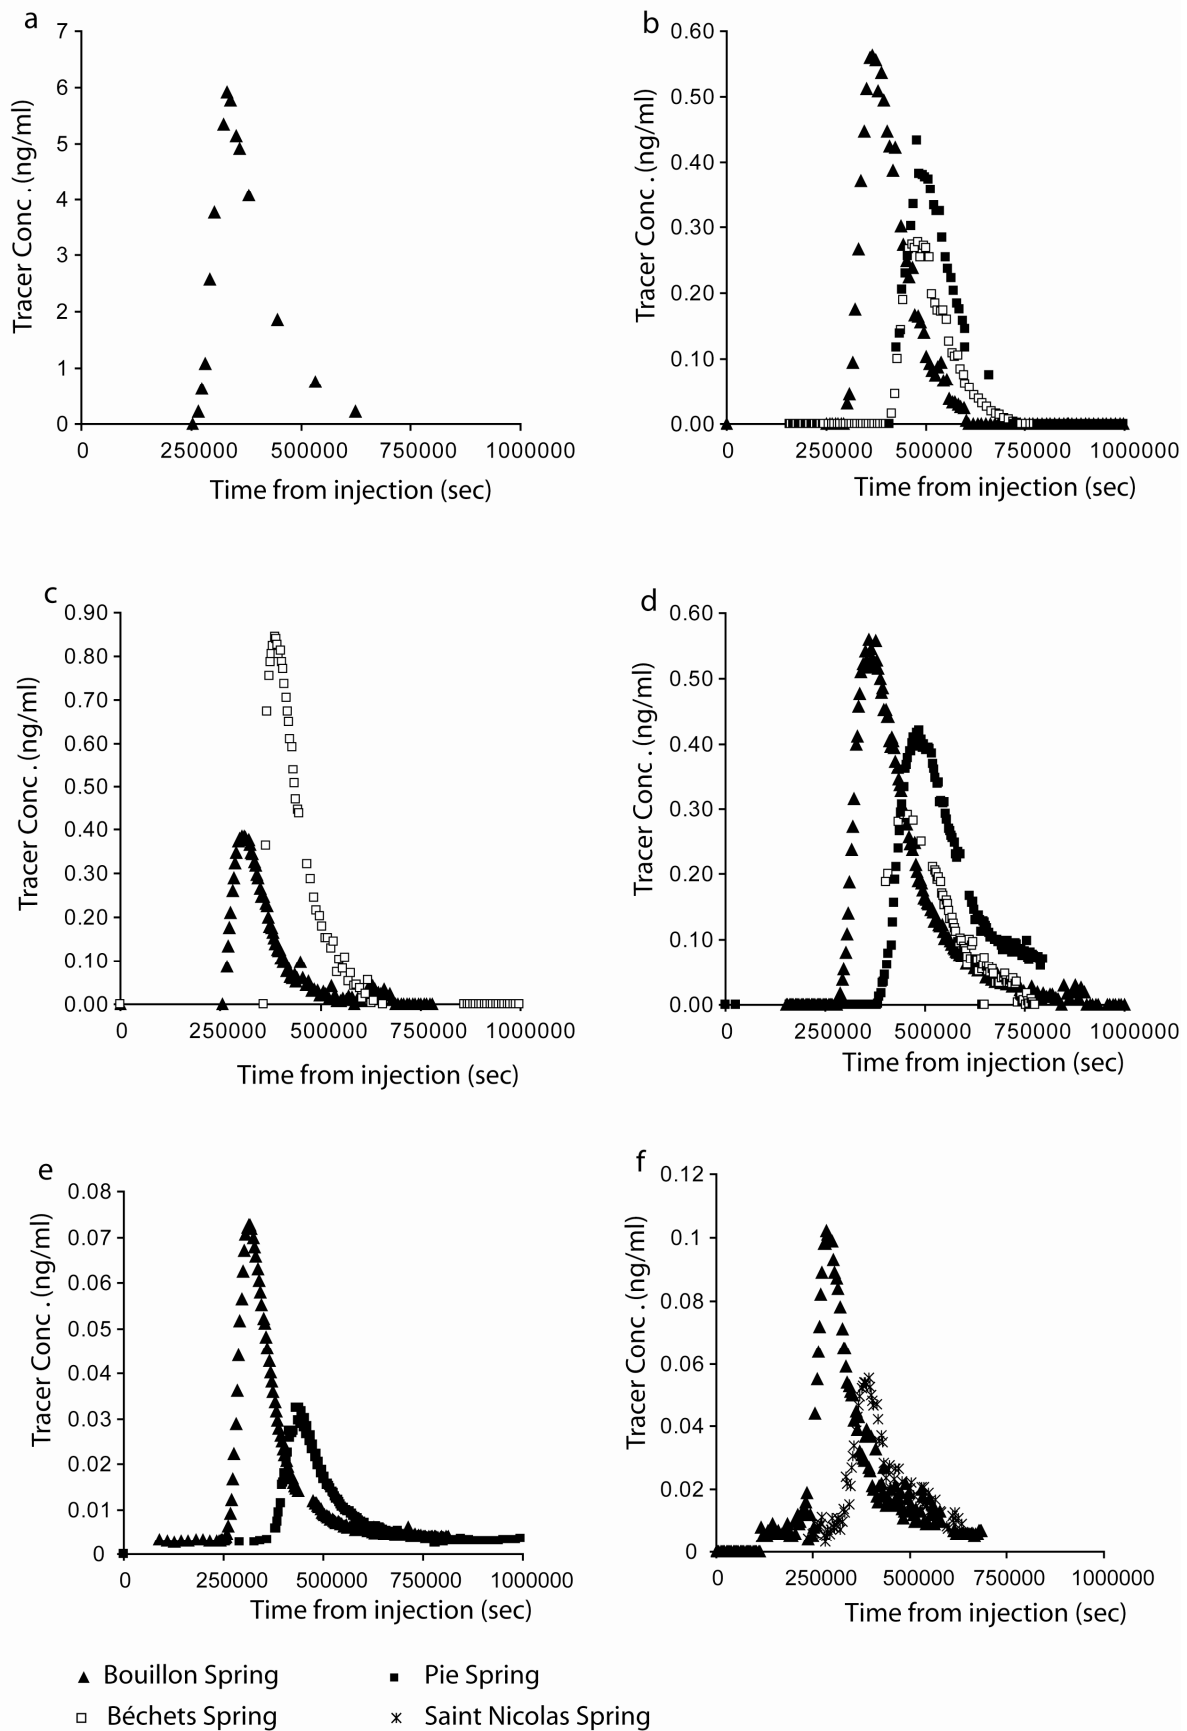 a
7
6
5
4
3
2
1
0
Tracer Conc . (ng/ml)
0 250000 500000 750000 1000000
Time from injection (sec)
b
0.60
0.50
0.40
0.30
0.20
0.10
0.00
Tracer Conc . (ng/ml)
0 250000 500000 750000 1000000
Time from injection (sec)
c
0.90
0.80
0.70
0.60
0.50
0.40
0.30
0.20
0.10
0.00
Tracer Conc . (ng/ml)
0 250000 500000 750000 1000000
Time from injection (sec)
d
0.60
0.50
0.40
0.30
0.20
0.10
0.00
Tracer Conc . (ng/ml)
0 250000 500000 750000 1000000
Time from injection (sec)
e
0.08
0.07
0.06
0.05
0.04
0.03
0.02
0.01
0
Tracer Conc . (ng/ml)
0 250000 500000 750000 1000000
Time from injection (sec)
f
0.12
0.1
0.08
0.06
0.04
0.02
0
Tracer Conc . (ng/ml)
0 250000 500000 750000 1000000
Time from injection (sec)
Bouillon Spring
Pie Spring
Béchets Spring
Saint Nicolas Spring